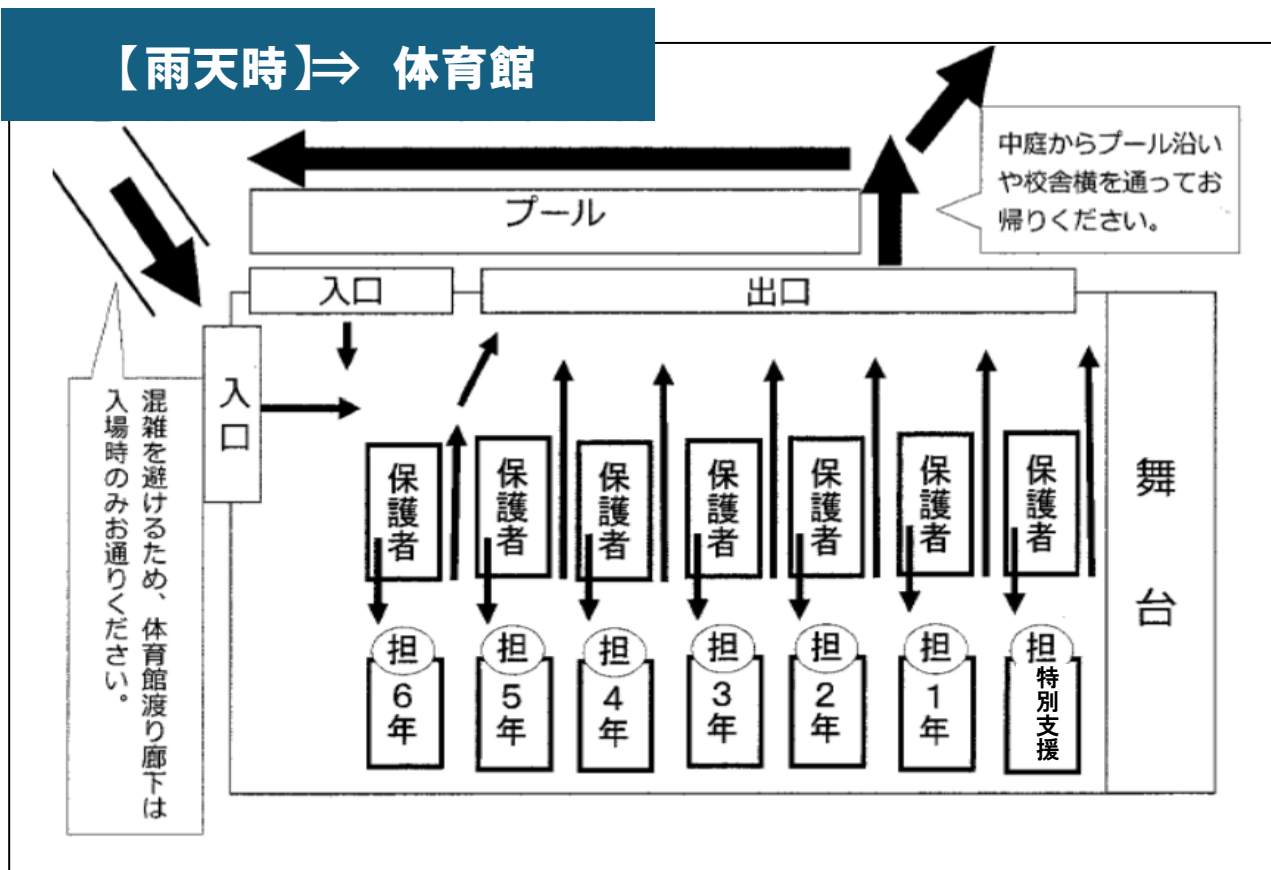 【雨天時】⇒ 体育館
中庭からプール沿い
や校舎横を通ってお
帰りください。
プール
入口
出口
入口
混雑を避けるため、体育館渡り廊下は
入場時のみお通りください。
保護者
保護者
保護者
保護者
保護者
保護者
保護者
舞台
担
担
担
担
担
担
担
6年
5年
4年
3年
2年
1年
特別支援